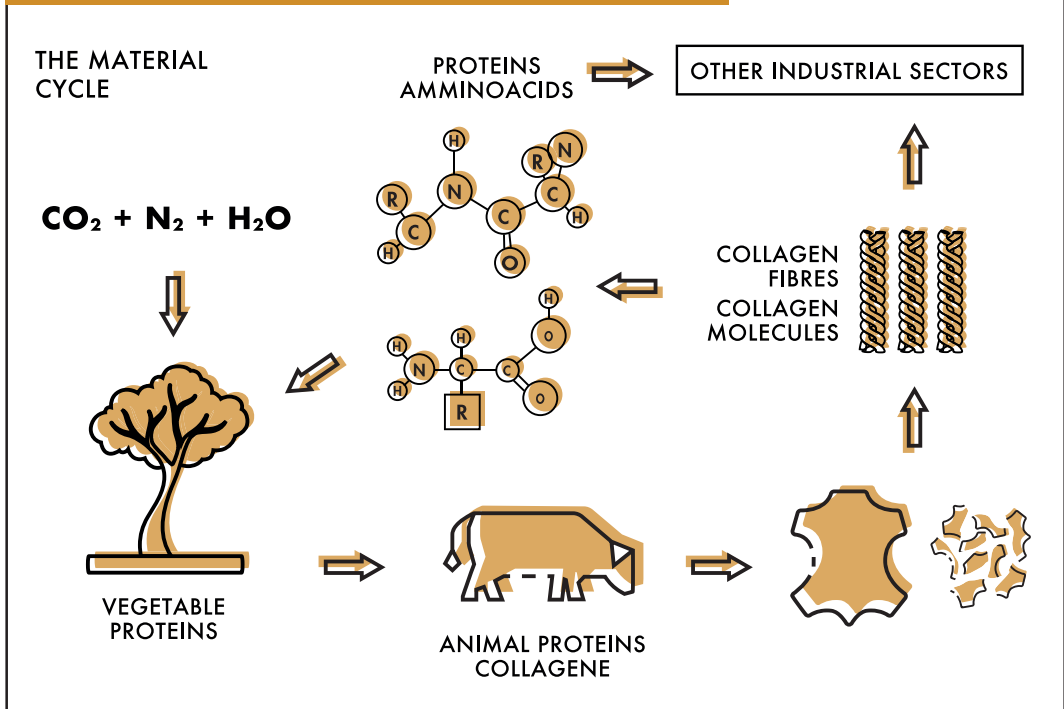 THE MATERIAL
CYCLE
PROTEINS
AMMINOACIDS
OTHER INDUSTRIAL SECTORS
H
R
N
R
N
C
C
C
H
H
O
CO₂ + N₂ + H₂O
COLLAGEN
FIBRES
COLLAGEN
MOLECULES
H
H
H
O
N
C
C
H
R
O
VEGETABLE
PROTEINS
ANIMAL PROTEINS
COLLAGENE